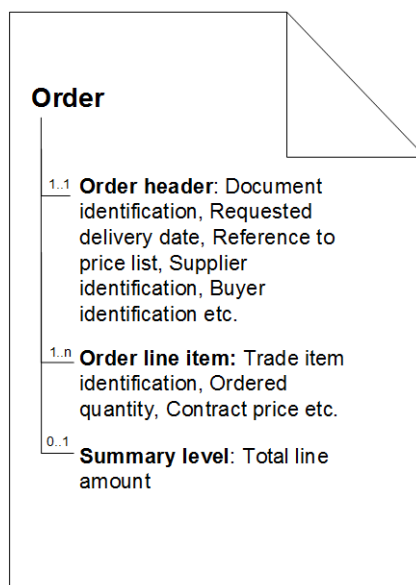 Order
1..1 Order header: Document
identification, Requested
delivery date, Reference to
price list, Supplier
identification, Buyer
identification etc.
1..n Order line item: Trade item
identification, Ordered
quantity, Contract price etc.
0..1 Summary level: Total line
amount